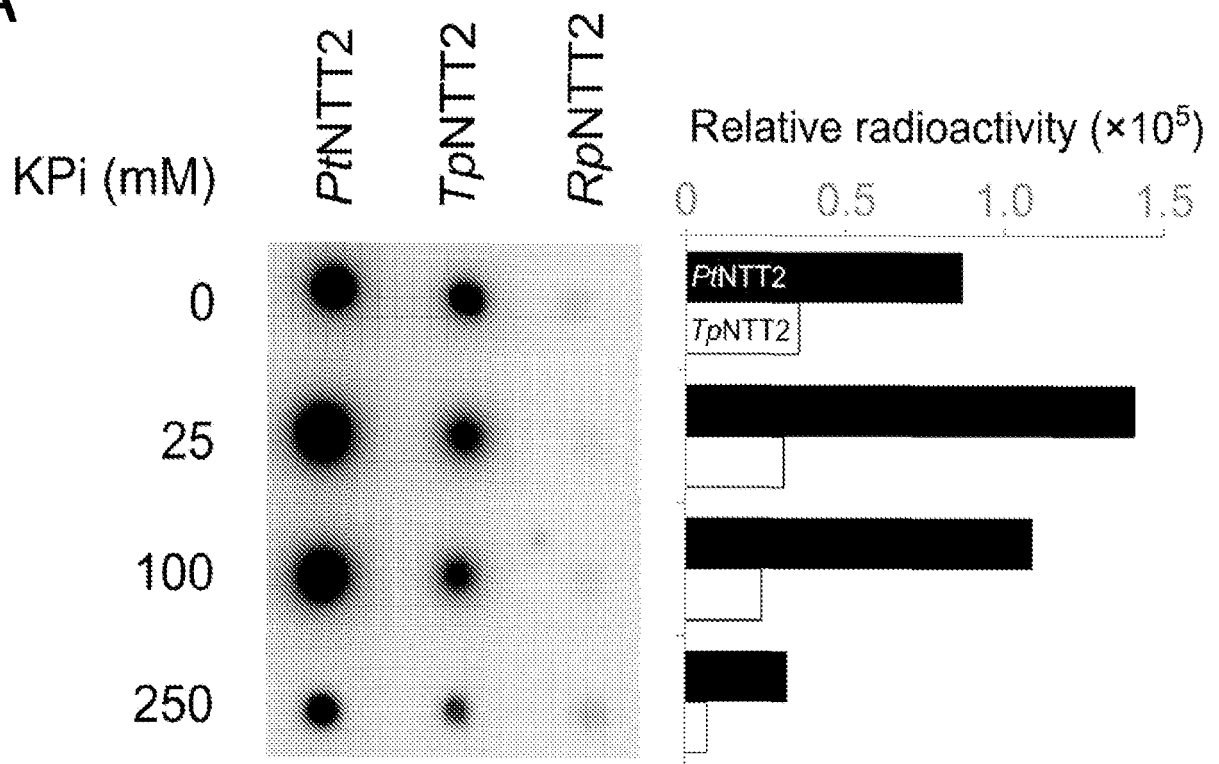 A
PtNTT2
TpNTT2
RpNTT2
KPi (mM)
Relative radioactivity (×10⁵)
0 0.5 1.0 1.5
0
25
100
250
PtNTT2
TpNTT2